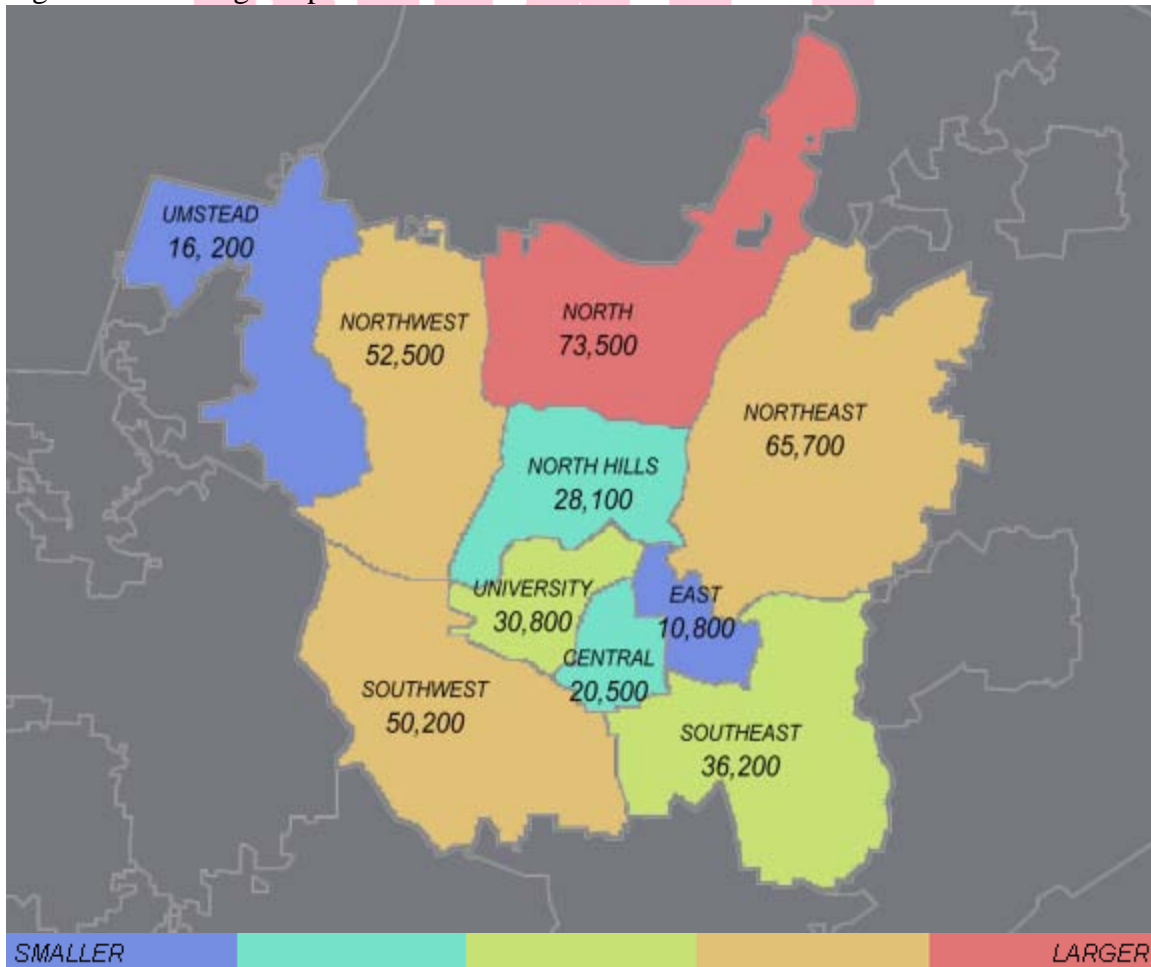 UMSTEAD
16, 200
NORTHWEST
52,500
NORTH
73,500
NORTHEAST
65,700
NORTH HILLS
28,100
UNIVERSITY
30,800
EAST
10,800
CENTRAL
20,500
SOUTHWEST
50,200
SOUTHEAST
36,200
SMALLER
LARGER